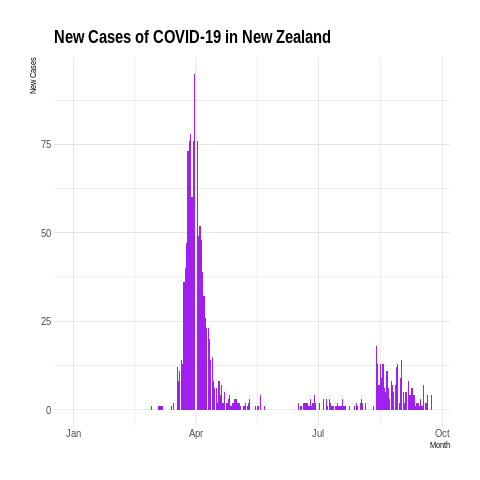 New Cases of COVID-19 in New Zealand
New Cases
75
50
25
0
Jan Apr Jul Oct
Month